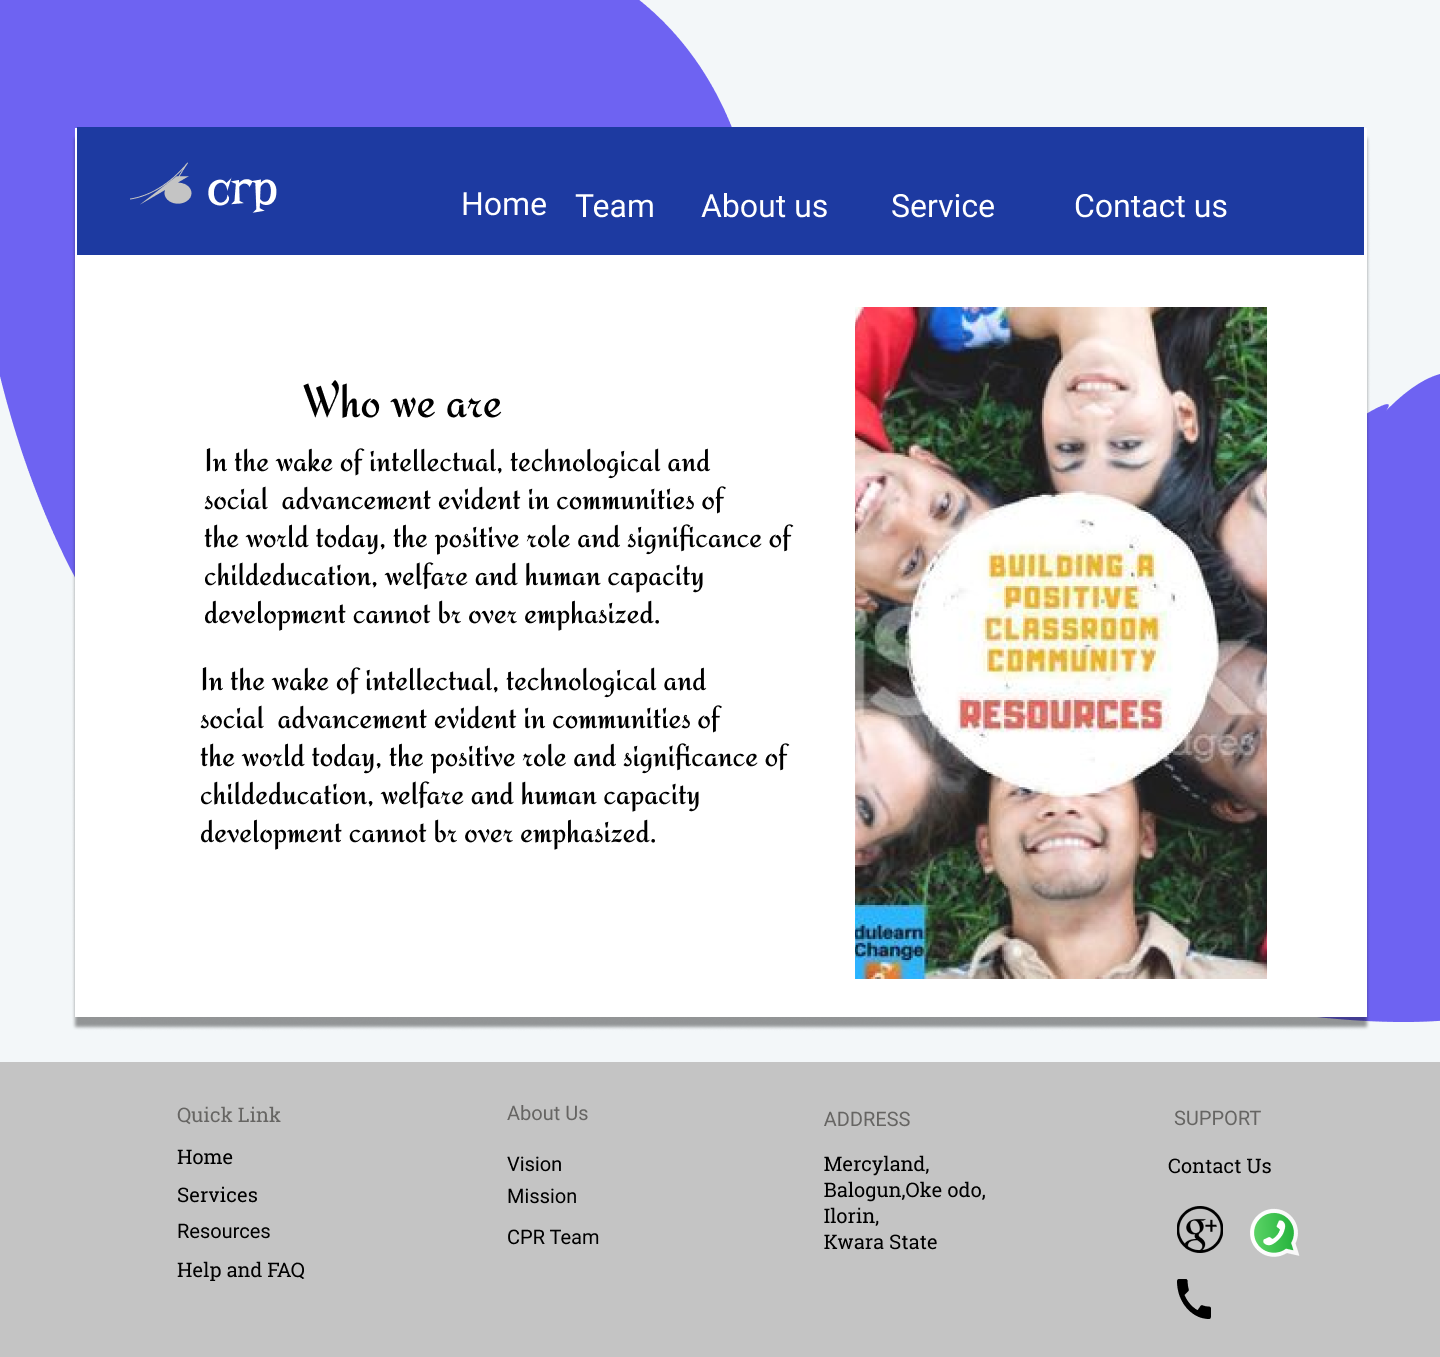 crp
Home Team About us Service Contact us
Who we are
In the wake of intellectual, technological and
social advancement evident in communities of
the world today, the positive role and significance of
childeducation, welfare and human capacity
development cannot br over emphasized.
In the wake of intellectual, technological and
social advancement evident in communities of
the world today, the positive role and significance of
childeducation, welfare and human capacity
development cannot br over emphasized.
BUILDING A
POSITIVE
CLASSROOM
COMMUNITY
RESOURCES
ages
dulearn
Change
Quick Link
Home
Services
Resources
Help and FAQ
About Us
Vision
Mission
CPR Team
ADDRESS
Mercyland,
Balogun,Oke odo,
Ilorin,
Kwara State
SUPPORT
Contact Us
g+